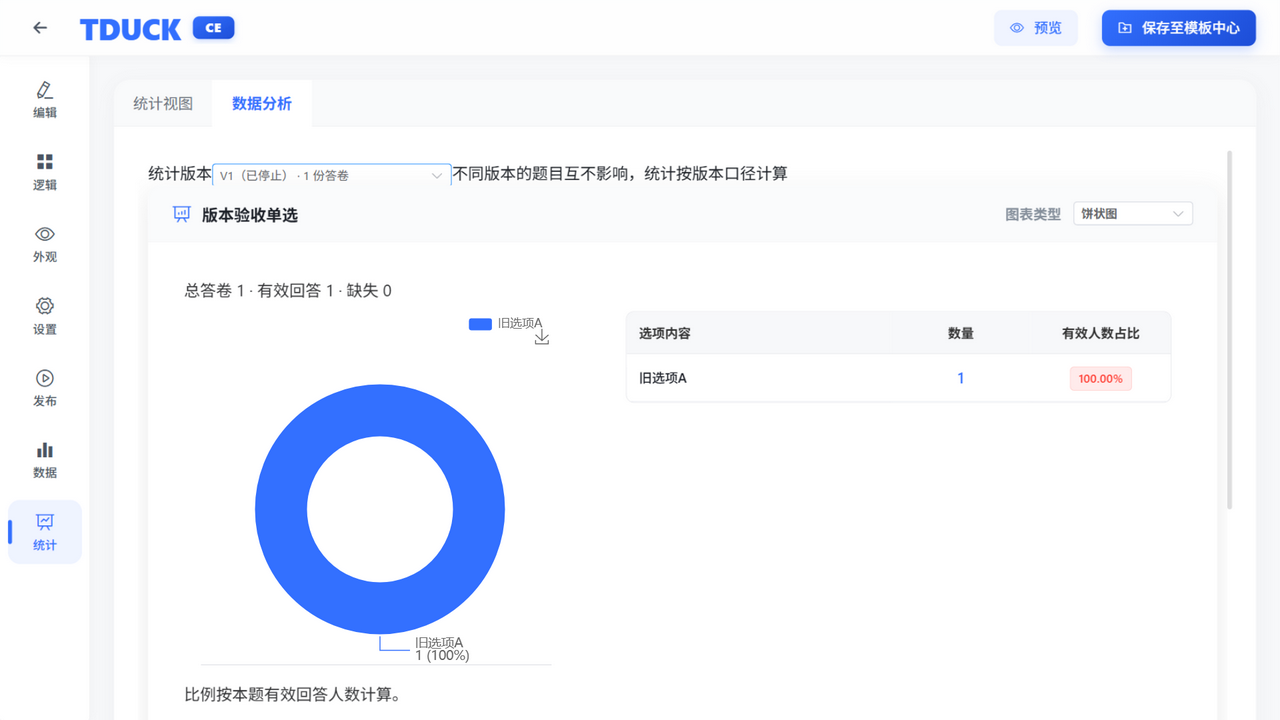 TDUCK CE
预览
保存至模板中心
编辑
逻辑
外观
设置
发布
数据
统计
统计视图
数据分析
统计版本 V1（已停止）· 1 份答卷 不同版本的题目互不影响，统计按版本口径计算
版本验收单选
图表类型 饼状图
总答卷 1 · 有效回答 1 · 缺失 0
旧选项A
旧选项A
1 (100%)
选项内容 数量 有效人数占比
旧选项A 1 100.00%
比例按本题有效回答人数计算。